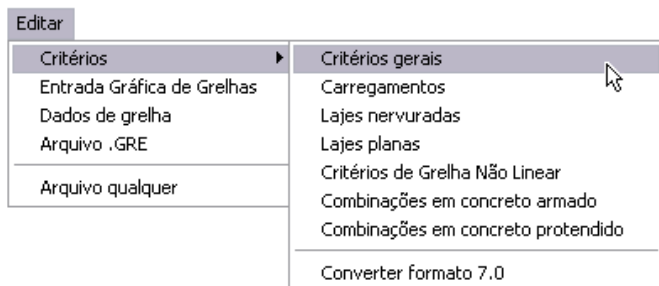 Editar
Critérios
Entrada Gráfica de Grelhas
Dados de grelha
Arquivo .GRE
Arquivo qualquer
Critérios gerais
Carregamentos
Lajes nervuradas
Lajes planas
Critérios de Grelha Não Linear
Combinações em concreto armado
Combinações em concreto protendido
Converter formato 7.0